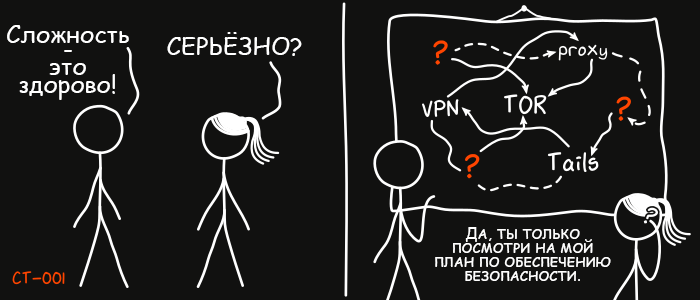 Сложность
-
это
здорово!
СЕРЬЁЗНО?
CT-001
?
proxy
VPN
TOR
?
?
Tails
?
Да, ты только
посмотри на мой
план по обеспечению
безопасности.